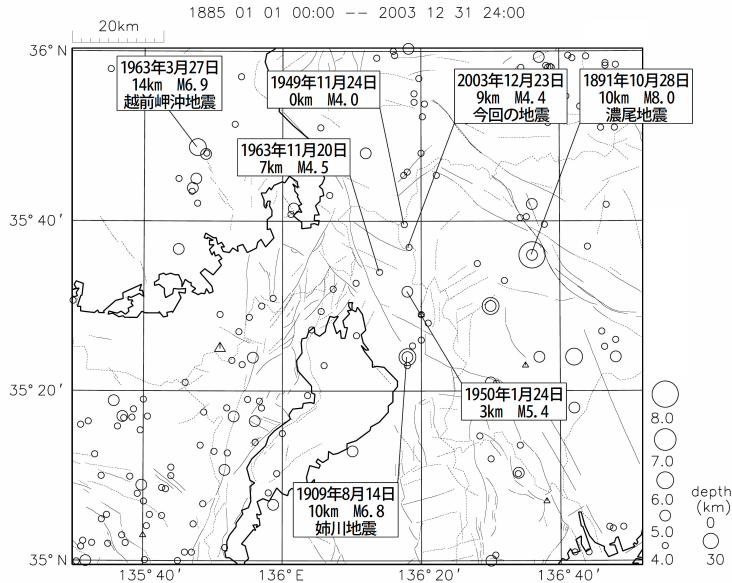 1885 01 01 00:00 -- 2003 12 31 24:00
20km
36°N
1963年3月27日
14km M6.9
越前岬沖地震
1949年11月24日
0km M4.0
2003年12月23日
9km M4.4
今回の地震
1891年10月28日
10km M8.0
濃尾地震
1963年11月20日
7km M4.5
35°40′
35°20′
1950年1月24日
3km M5.4
1909年8月14日
10km M6.8
姉川地震
8.0
7.0
6.0
5.0
4.0
depth
(km)
0
30
35°N
135°40′
136°E
136°20′
136°40′